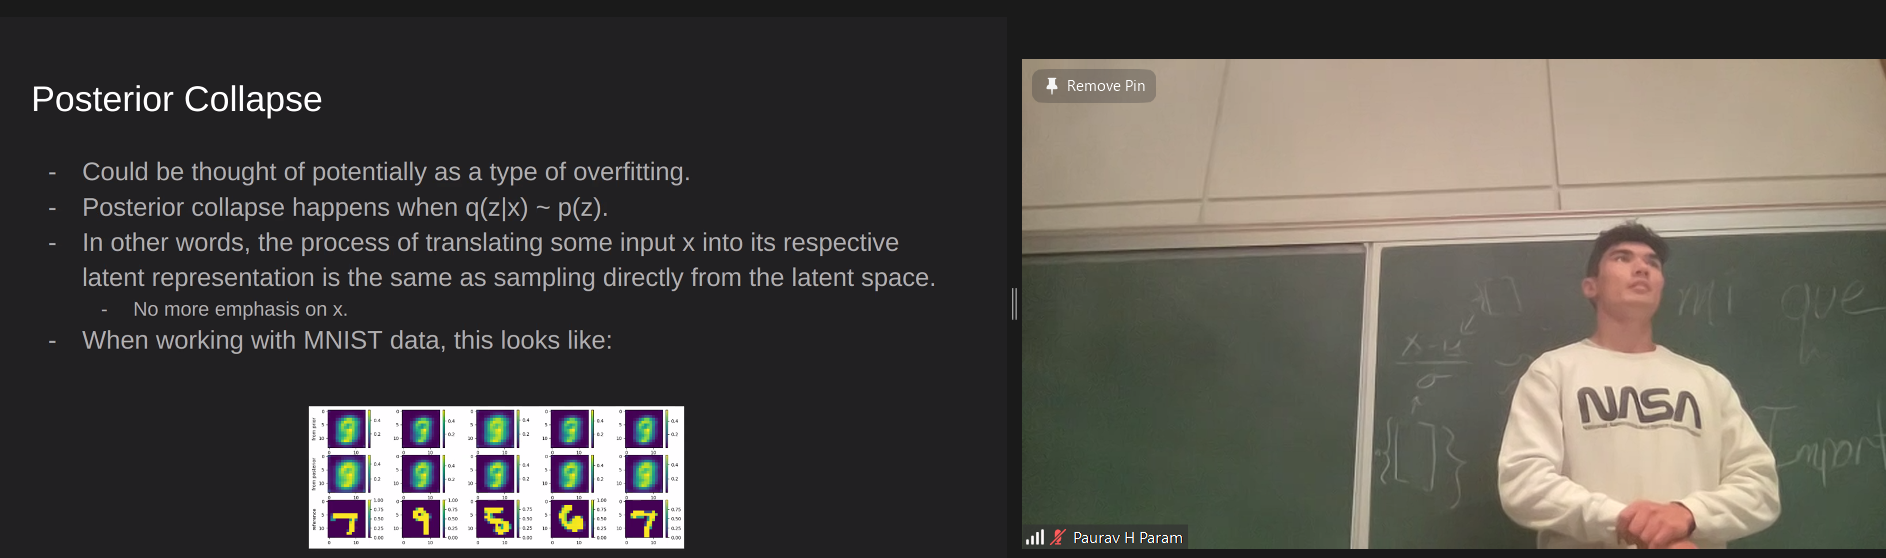 Posterior Collapse
- Could be thought of potentially as a type of overfitting.
- Posterior collapse happens when q(z|x) ~ p(z).
- In other words, the process of translating some input x into its respective
latent representation is the same as sampling directly from the latent space.
- No more emphasis on x.
- When working with MNIST data, this looks like:
from prior
from posterior
reference
Remove Pin
mi que
x-u
σ
NASA
Import
Paurav H Param